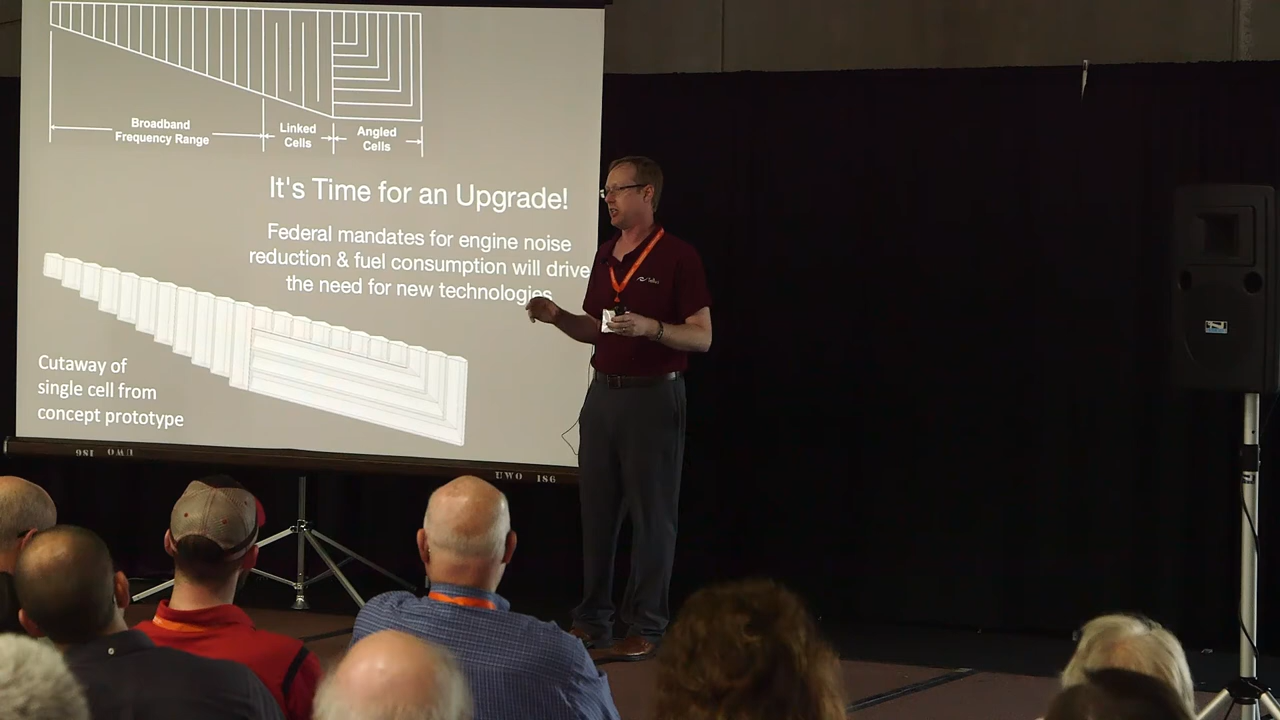 Broadband
Frequency Range
Linked
Cells
Angled
Cells
It's Time for an Upgrade!
Federal mandates for engine noise
reduction & fuel consumption will drive
the need for new technologies
Cutaway of
single cell from
concept prototype
UWO 186